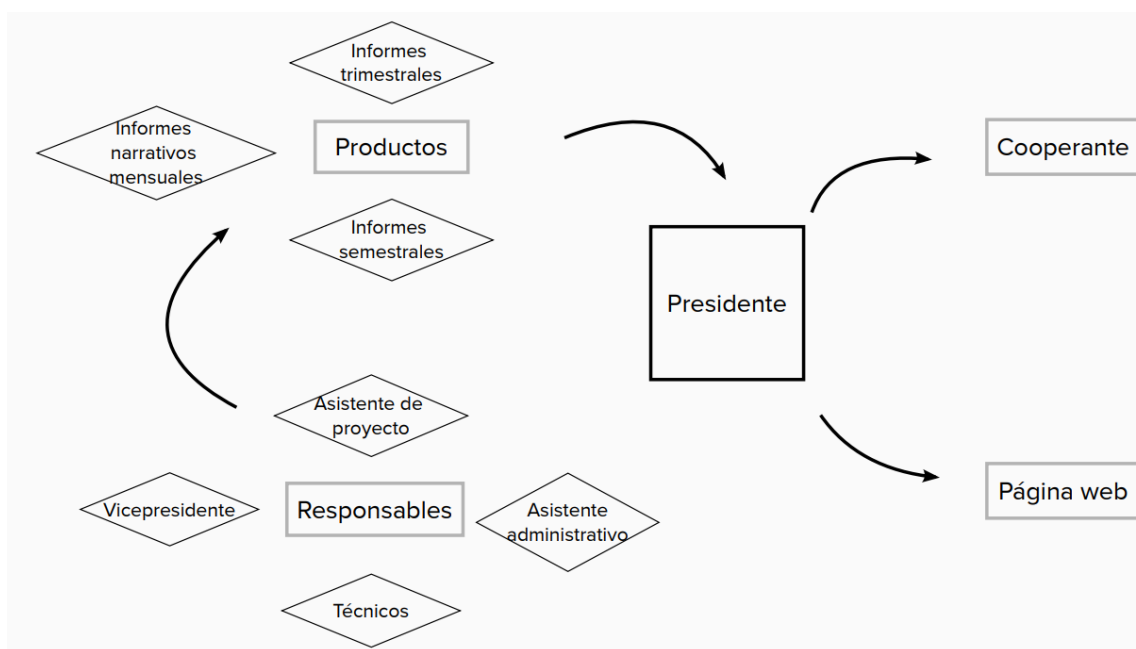 Informes
trimestrales
Informes
narrativos
mensuales
Productos
Cooperante
Informes
semestrales
Presidente
Asistente de
proyecto
Vicepresidente
Responsables
Asistente
administrativo
Página web
Técnicos